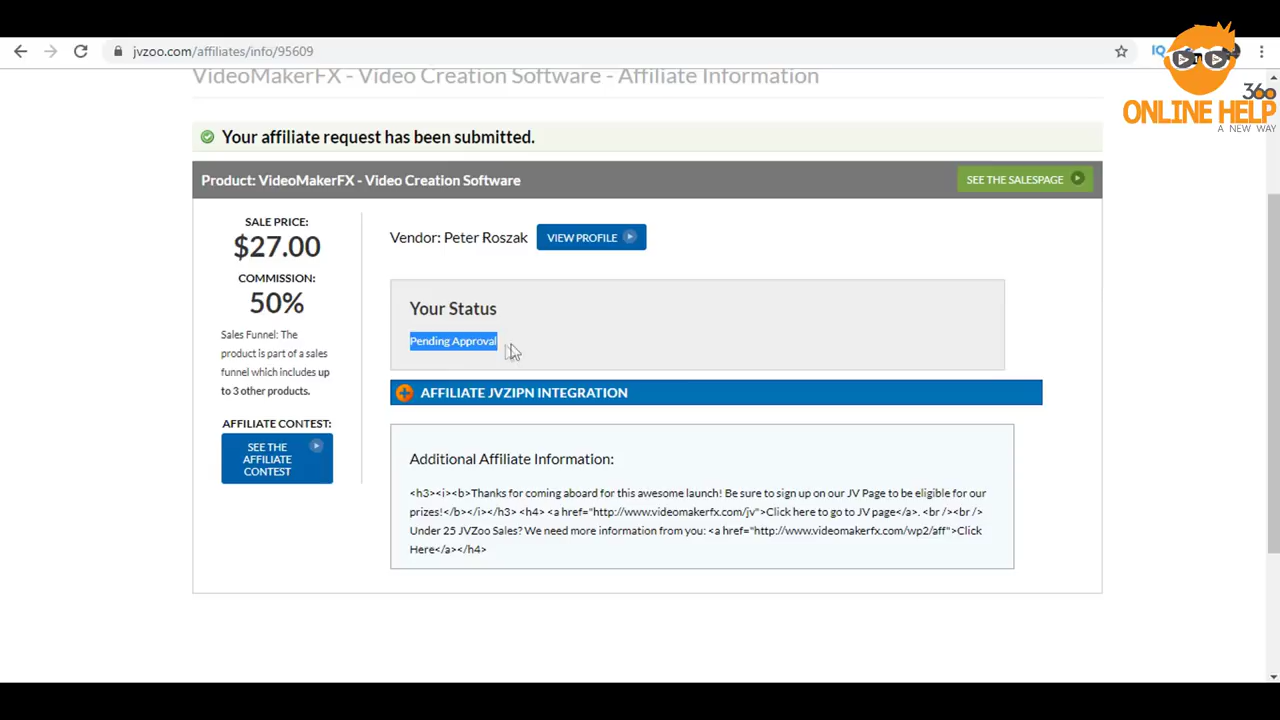 jvzoo.com/affiliates/info/95609
IQ
360
ONLINE HELP
A NEW WAY
VideoMakerFX - Video Creation Software - Affiliate Information
Your affiliate request has been submitted.
Product: VideoMakerFX - Video Creation Software
SEE THE SALESPAGE
SALE PRICE:
$27.00
COMMISSION:
50%
Sales Funnel: The
product is part of a sales
funnel which includes up
to 3 other products.
AFFILIATE CONTEST:
SEE THE
AFFILIATE
CONTEST
Vendor: Peter Roszak
VIEW PROFILE
Your Status
Pending Approval
AFFILIATE JVZIPN INTEGRATION
Additional Affiliate Information:
<h3><i><b>Thanks for coming aboard for this awesome launch! Be sure to sign up on our JV Page to be eligible for our
prizes!</b></i></h3> <h4> <a href="http://www.videomakerfx.com/jv">Click here to go to JV page</a>. <br /><br />
Under 25 JVZoo Sales? We need more information from you: <a href="http://www.videomakerfx.com/wp2/aff">Click
Here</a></h4>